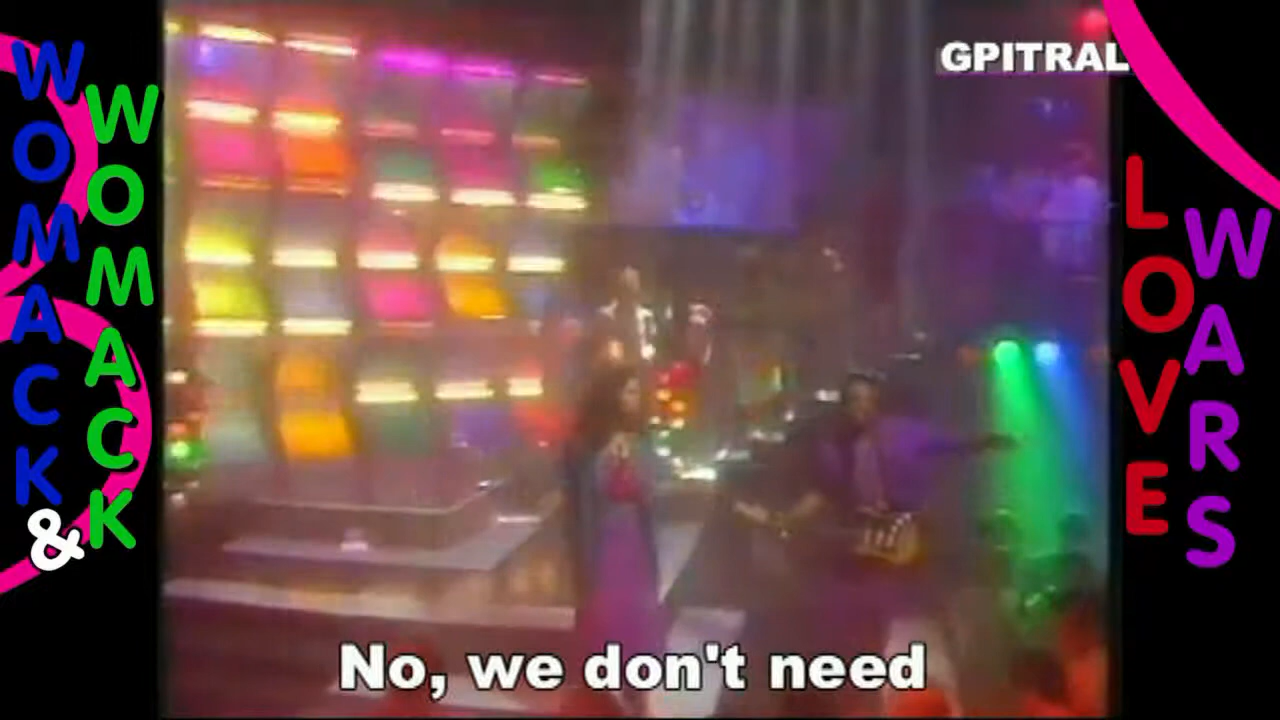 WOMACK &
WOMACK
GPITRAL
LOVE
WARS
No, we don't need